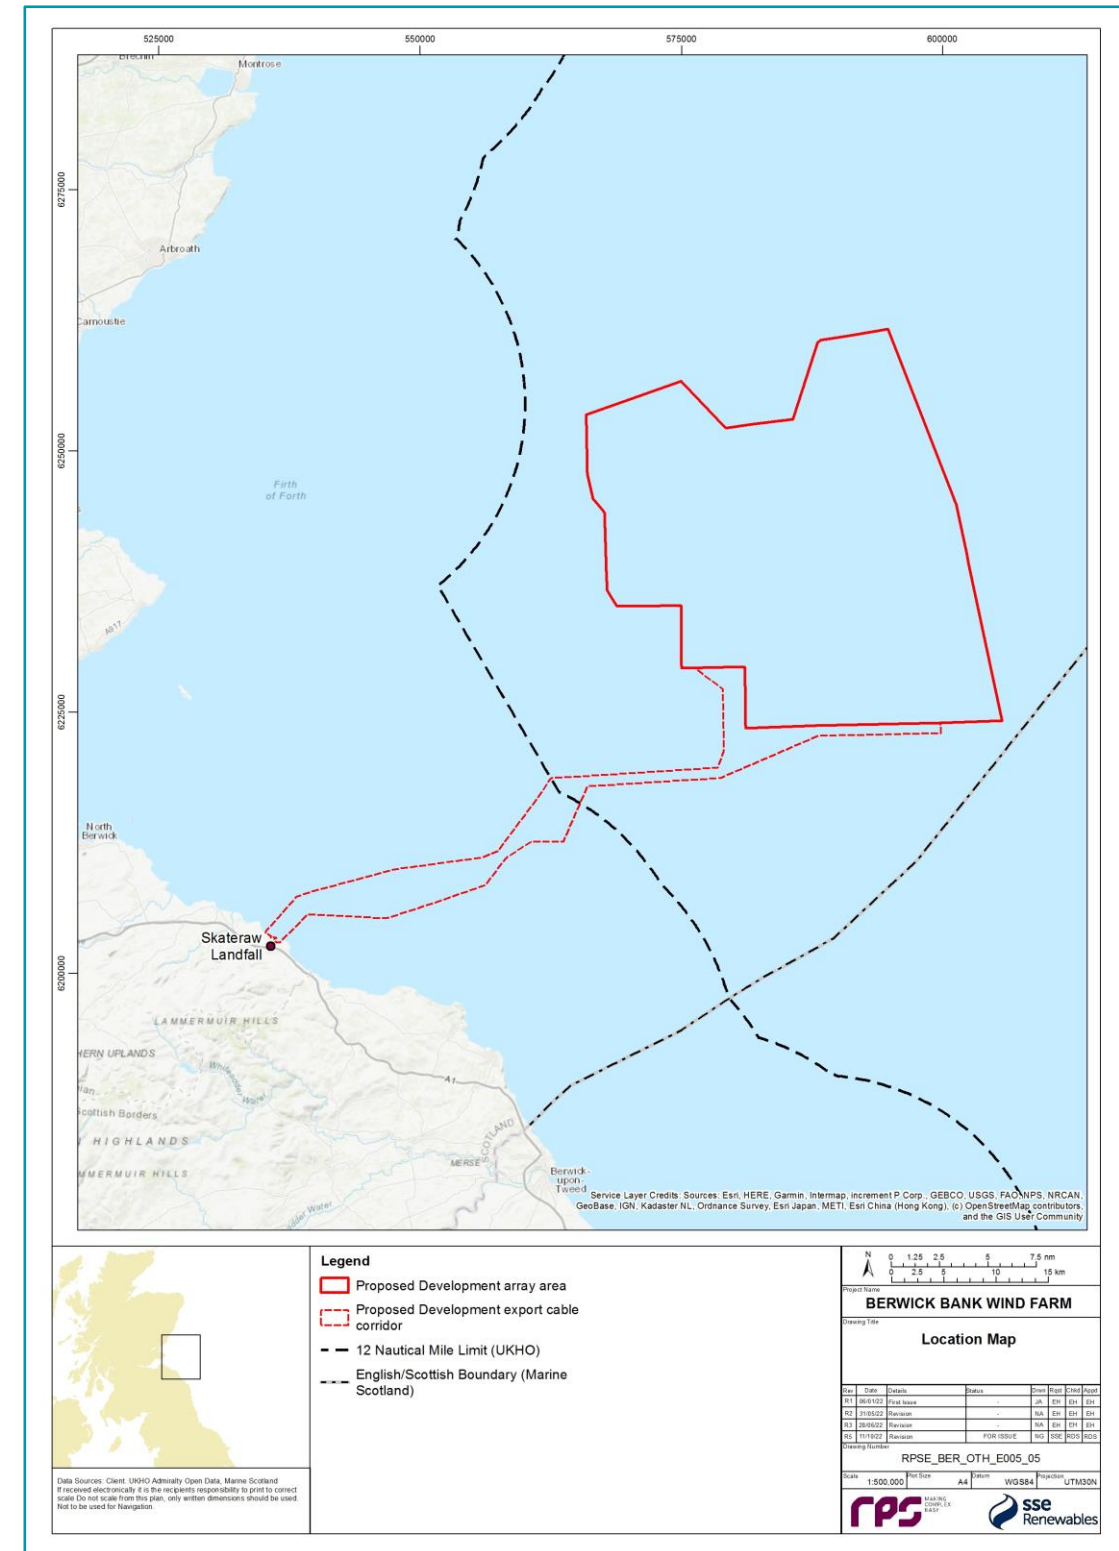 525000
550000
575000
600000
Brechin
Montrose
6275000
Arbroath
Carnoustie
6250000
Firth
of Forth
A917
6225000
North
Berwick
Skateraw
Landfall
6200000
LAMMERMUIR HILLS
HERN UPLANDS
Whiteadder
Water
Scottish Borders
HIGHLANDS
MMERMUIR HILLS
A1
SCOTLAND
MERSE
Berwick-
upon-
Tweed
Water
Service Layer Credits: Sources: Esri, HERE, Garmin, Intermap, increment P Corp., GEBCO, USGS, FAO, NPS, NRCAN,
GeoBase, IGN, Kadaster NL, Ordnance Survey, Esri Japan, METI, Esri China (Hong Kong), (c) OpenStreetMap contributors,
and the GIS User Community
Legend
Proposed Development array area
Proposed Development export cable
corridor
12 Nautical Mile Limit (UKHO)
English/Scottish Boundary (Marine
Scotland)
Data Sources: Client. UKHO Admiralty Open Data, Marine Scotland
If received electronically it is the recipients responsibility to print to correct
scale Do not scale from this plan, only written dimensions should be used.
Not to be used for Navigation.
N
0 1.25 2.5 5 7.5 nm
0 2.5 5 10 15 km
Project Name
BERWICK BANK WIND FARM
Drawing Title
Location Map
Rev Date Details Status Drwn Rqst Chkd Appd
R1 06/01/22 First Issue - JA EH EH EH
R2 31/05/22 Revision - NA EH EH EH
R3 28/06/22 Revision - NA EH EH EH
R5 11/10/22 Revision FOR ISSUE NG SSE RDS RDS
Drawing Number
RPSE_BER_OTH_E005_05
Scale 1:500,000 Plot Size A4 Datum WGS84 Projection UTM30N
rps MAKING
COMPLEX
EASY
sse
Renewables